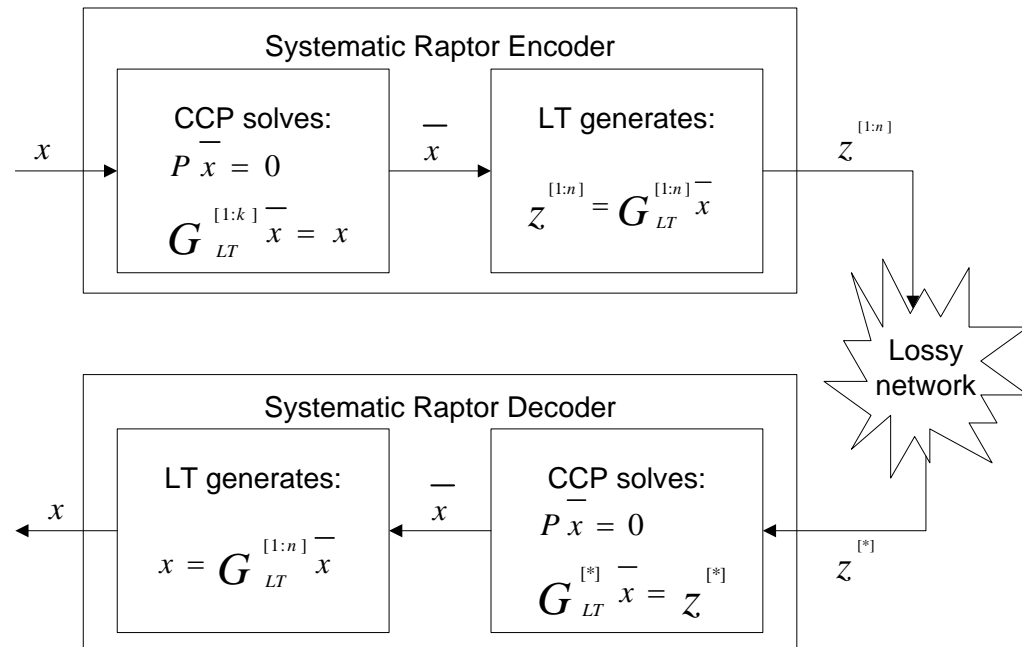 Systematic Raptor Encoder
x
CCP solves:
P x̅ = 0
G_LT^[1:k] x̅ = x
x̅
LT generates:
z^[1:n] = G_LT^[1:n] x̅
z^[1:n]
Lossy
network
Systematic Raptor Decoder
x
LT generates:
x = G_LT^[1:n] x̅
x̅
CCP solves:
P x̅ = 0
G_LT^[*] x̅ = z^[*]
z^[*]